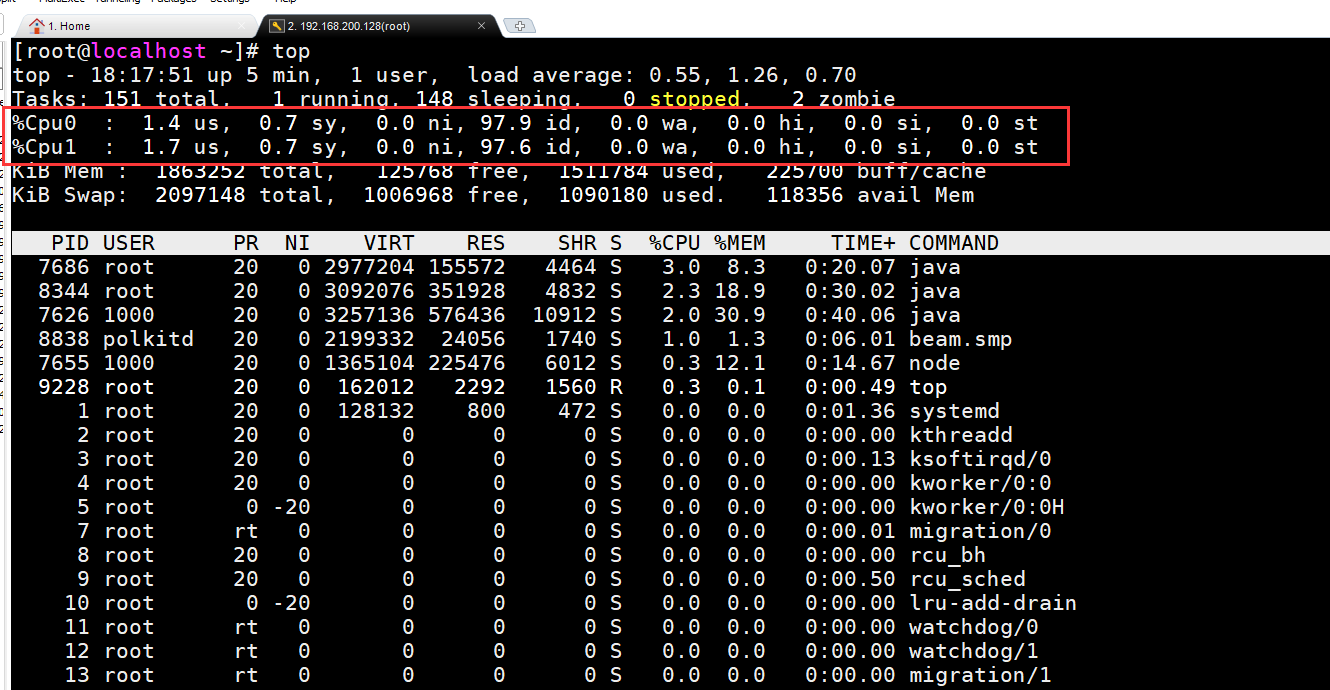 MultiExec Tunneling Packages Settings Help
1. Home
2. 192.168.200.128(root)
[root@localhost ~]# top
top - 18:17:51 up 5 min,  1 user,  load average: 0.55, 1.26, 0.70
Tasks: 151 total,   1 running, 148 sleeping,   0 stopped,   2 zombie
%Cpu0  :  1.4 us,  0.7 sy,  0.0 ni, 97.9 id,  0.0 wa,  0.0 hi,  0.0 si,  0.0 st
%Cpu1  :  1.7 us,  0.7 sy,  0.0 ni, 97.6 id,  0.0 wa,  0.0 hi,  0.0 si,  0.0 st
KiB Mem :  1863252 total,   125768 free,  1511784 used,   225700 buff/cache
KiB Swap:  2097148 total,  1006968 free,  1090180 used.   118356 avail Mem
PID USER      PR  NI    VIRT    RES    SHR S  %CPU %MEM     TIME+ COMMAND
7686 root      20   0 2977204 155572   4464 S   3.0  8.3   0:20.07 java
8344 root      20   0 3092076 351928   4832 S   2.3 18.9   0:30.02 java
7626 1000      20   0 3257136 576436  10912 S   2.0 30.9   0:40.06 java
8838 polkitd   20   0 2199332  24056   1740 S   1.0  1.3   0:06.01 beam.smp
7655 1000      20   0 1365104 225476   6012 S   0.3 12.1   0:14.67 node
9228 root      20   0  162012   2292   1560 R   0.3  0.1   0:00.49 top
1 root      20   0  128132    800    472 S   0.0  0.0   0:01.36 systemd
2 root      20   0       0      0      0 S   0.0  0.0   0:00.00 kthreadd
3 root      20   0       0      0      0 S   0.0  0.0   0:00.13 ksoftirqd/0
4 root      20   0       0      0      0 S   0.0  0.0   0:00.00 kworker/0:0
5 root       0 -20       0      0      0 S   0.0  0.0   0:00.00 kworker/0:0H
7 root      rt   0       0      0      0 S   0.0  0.0   0:00.01 migration/0
8 root      20   0       0      0      0 S   0.0  0.0   0:00.00 rcu_bh
9 root      20   0       0      0      0 S   0.0  0.0   0:00.50 rcu_sched
10 root       0 -20       0      0      0 S   0.0  0.0   0:00.00 lru-add-drain
11 root      rt   0       0      0      0 S   0.0  0.0   0:00.00 watchdog/0
12 root      rt   0       0      0      0 S   0.0  0.0   0:00.00 watchdog/1
13 root      rt   0       0      0      0 S   0.0  0.0   0:00.00 migration/1